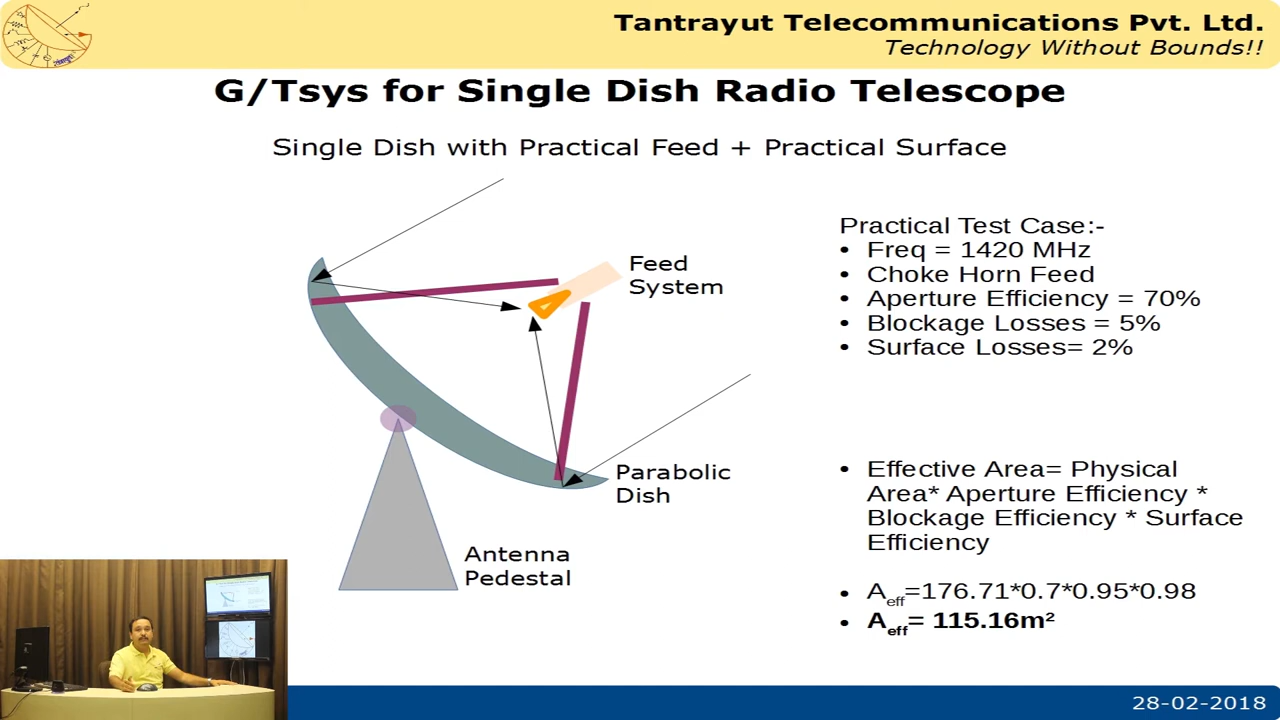 Tantrayut Telecommunications Pvt. Ltd.
Technology Without Bounds!!
G/Tsys for Single Dish Radio Telescope
Single Dish with Practical Feed + Practical Surface
Feed
System
Parabolic
Dish
Antenna
Pedestal
Practical Test Case:-
• Freq = 1420 MHz
• Choke Horn Feed
• Aperture Efficiency = 70%
• Blockage Losses = 5%
• Surface Losses= 2%
• Effective Area= Physical
Area* Aperture Efficiency *
Blockage Efficiency * Surface
Efficiency
• Aeff=176.71*0.7*0.95*0.98
• Aeff= 115.16m²
28-02-2018